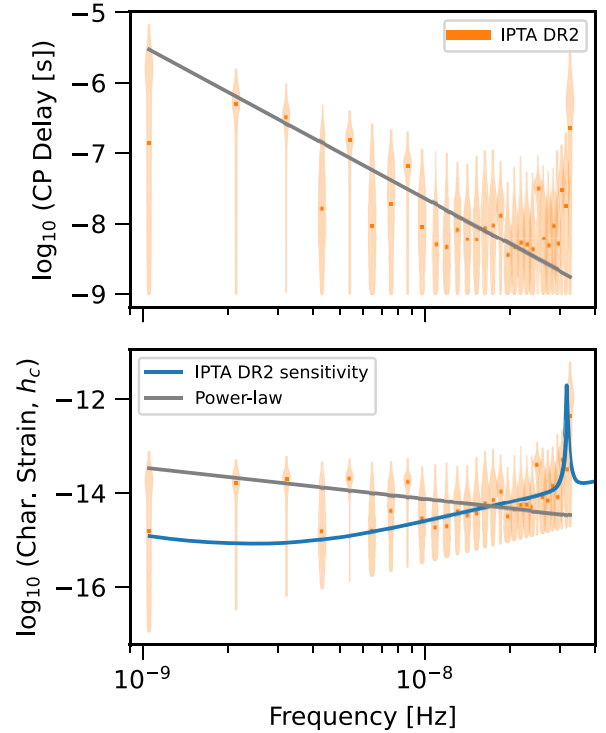 IPTA DR2
log₁₀ (CP Delay [s])
−5
−6
−7
−8
−9
IPTA DR2 sensitivity
Power-law
log₁₀ (Char. Strain, h_c)
−12
−14
−16
10⁻⁹
10⁻⁸
Frequency [Hz]